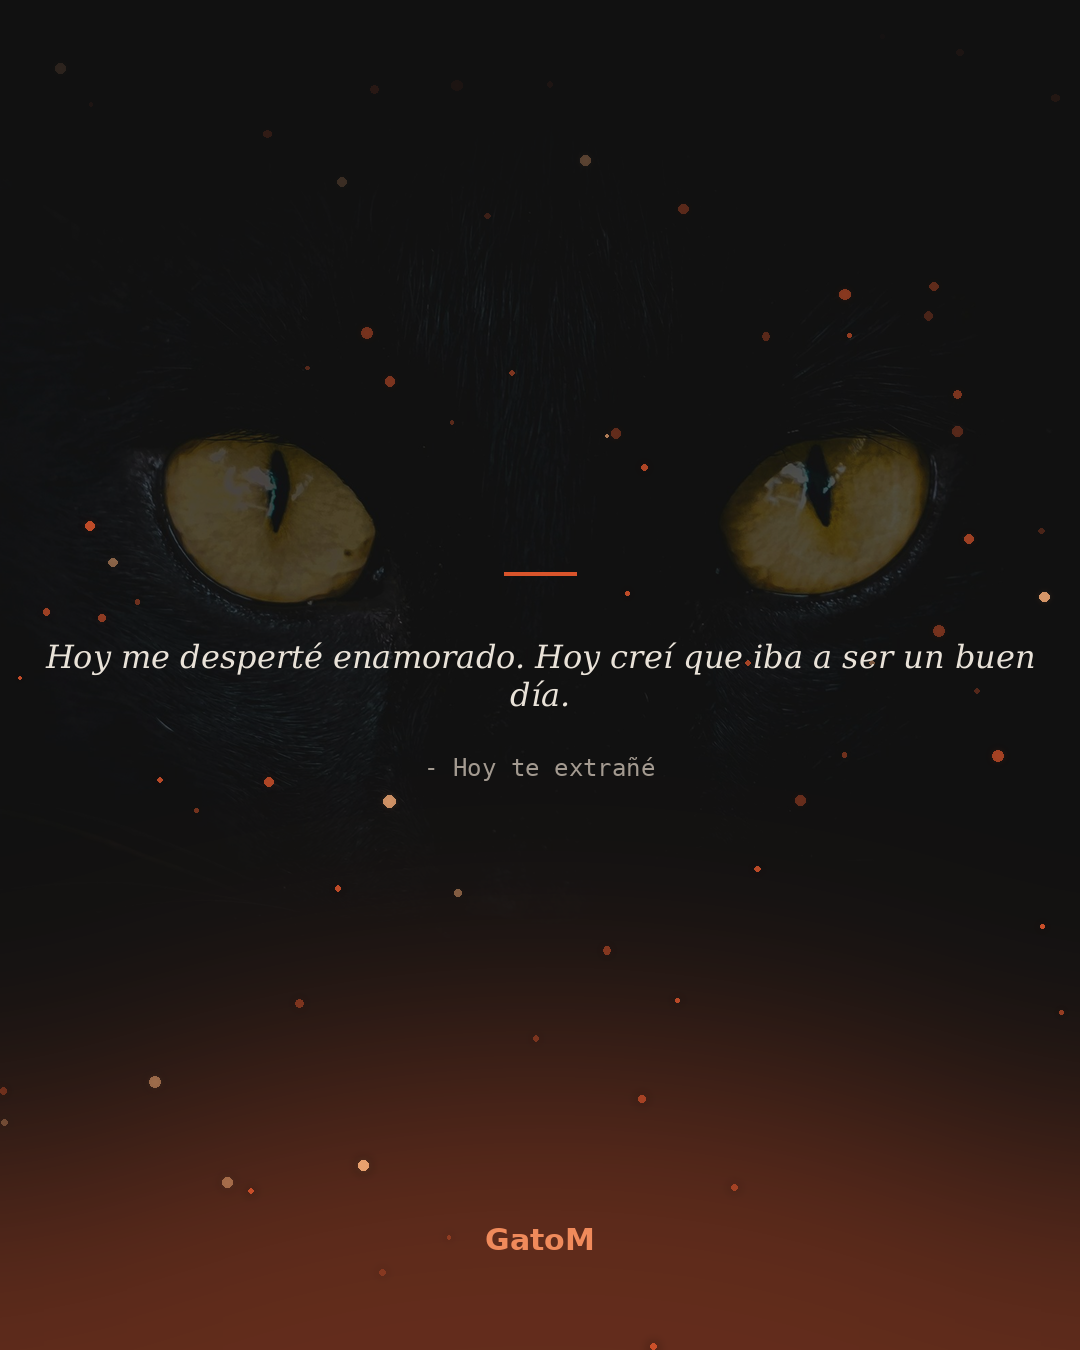 Hoy me desperté enamorado. Hoy creí que iba a ser un buen
día.
- Hoy te extrañé
GatoM